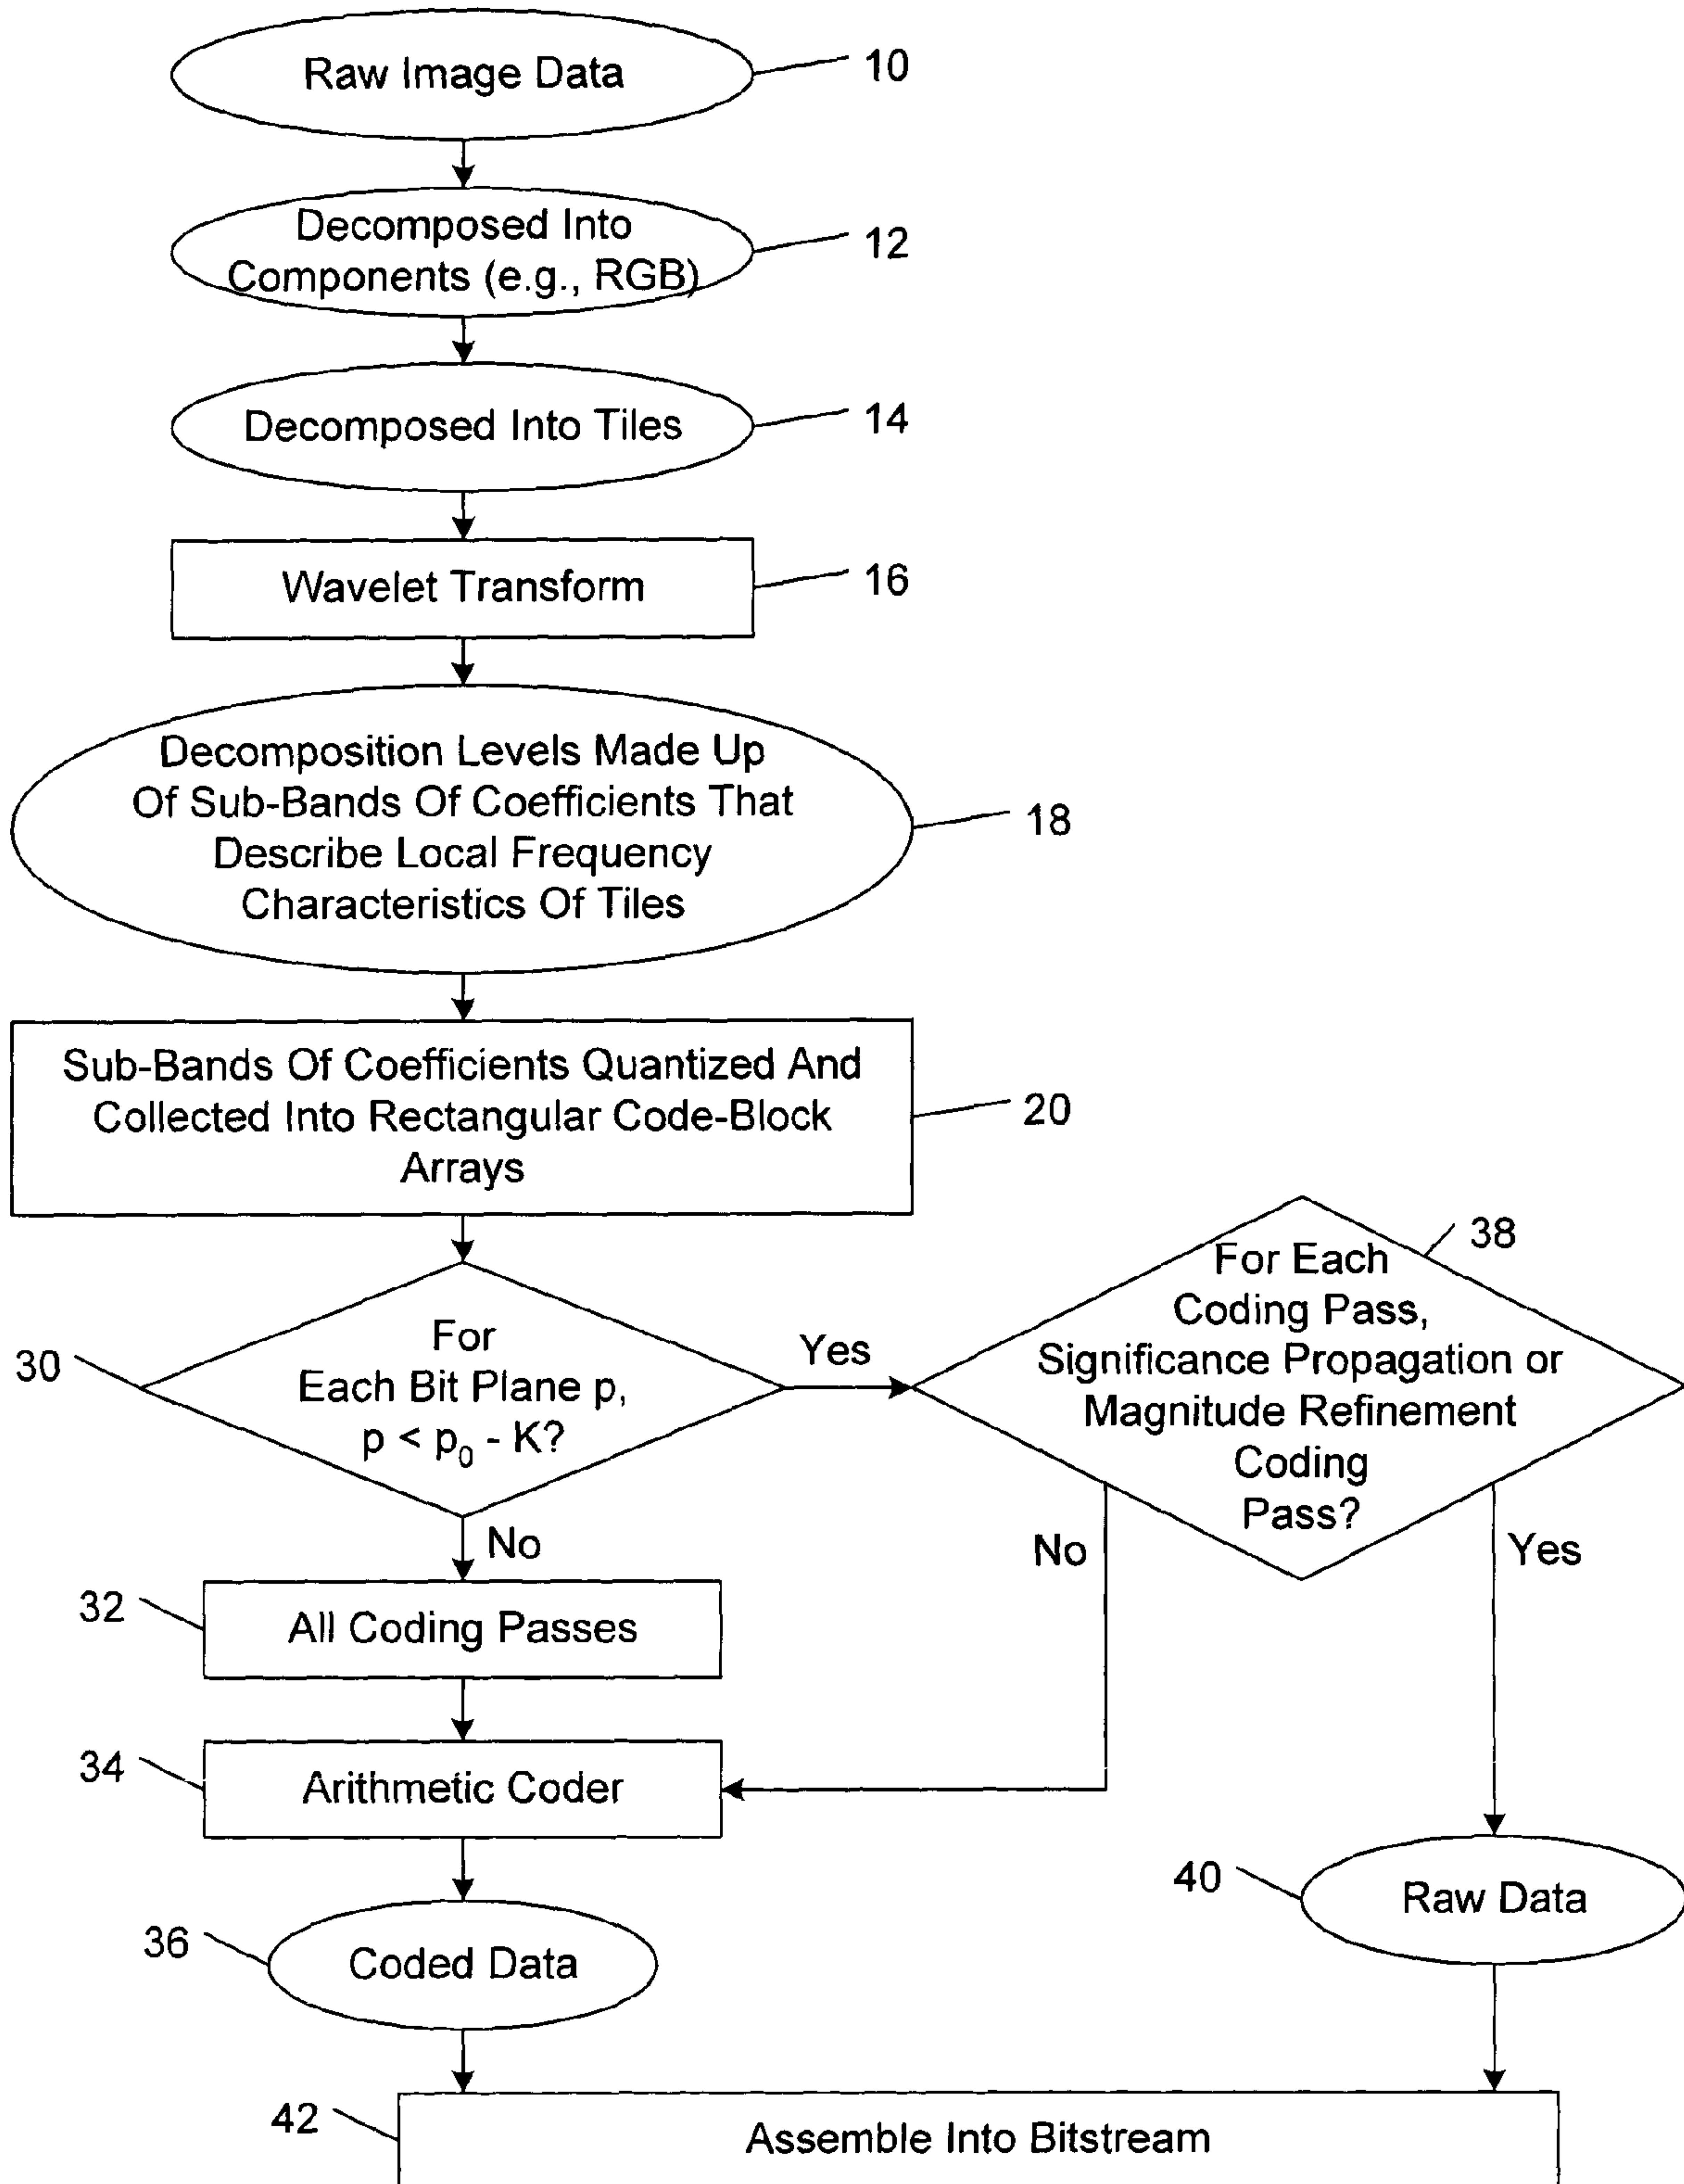 Raw Image Data
10
Decomposed Into
Components (e.g., RGB)
12
Decomposed Into Tiles
14
Wavelet Transform
16
Decomposition Levels Made Up
Of Sub-Bands Of Coefficients That
Describe Local Frequency
Characteristics Of Tiles
18
Sub-Bands Of Coefficients Quantized And
Collected Into Rectangular Code-Block
Arrays
20
30
For
Each Bit Plane p,
p < p₀ - K?
Yes
No
38
For Each
Coding Pass,
Significance Propagation or
Magnitude Refinement
Coding
Pass?
No
Yes
32
All Coding Passes
34
Arithmetic Coder
36
Coded Data
40
Raw Data
42
Assemble Into Bitstream